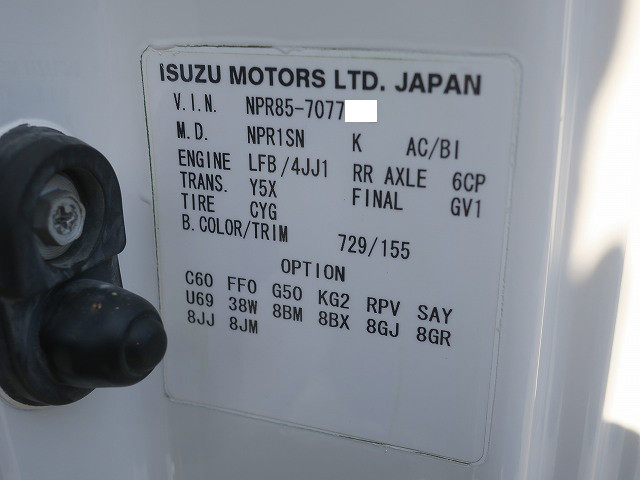 ISUZU MOTORS LTD. JAPAN
V.I.N. NPR85-7077
M.D. NPR1SN K AC/BI
ENGINE LFB/4JJ1 RR AXLE 6CP
TRANS. Y5X FINAL GV1
TIRE CYG
B.COLOR/TRIM 729/155
OPTION
C60 FF0 G50 KG2 RPV SAY
U69 38W 8BM 8BX 8GJ 8GR
8JJ 8JM